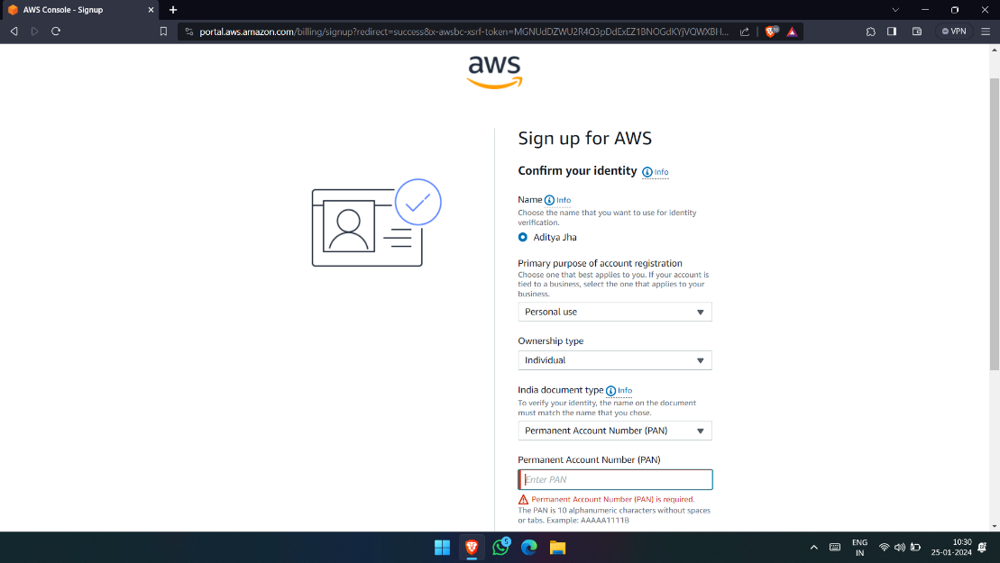 AWS Console - Signup
portal.aws.amazon.com/billing/signup?redirect=success&x-awsbc-xsrf-token=MGNUdDZWU2R4Q3pDdExEZ1BNOGdKYjVQWXBH...
VPN
aws
Sign up for AWS
Confirm your identity Info
Name Info
Choose the name that you want to use for identity
verification.
Aditya Jha
Primary purpose of account registration
Choose one that best applies to you. If your account is
tied to a business, select the one that applies to your
business.
Personal use
Ownership type
Individual
India document type Info
To verify your identity, the name on the document
must match the name that you chose.
Permanent Account Number (PAN)
Permanent Account Number (PAN)
Enter PAN
Permanent Account Number (PAN) is required.
The PAN is 10 alphanumeric characters without spaces
or tabs. Example: AAAAA1111B
5
ENG
IN
10:30
25-01-2024